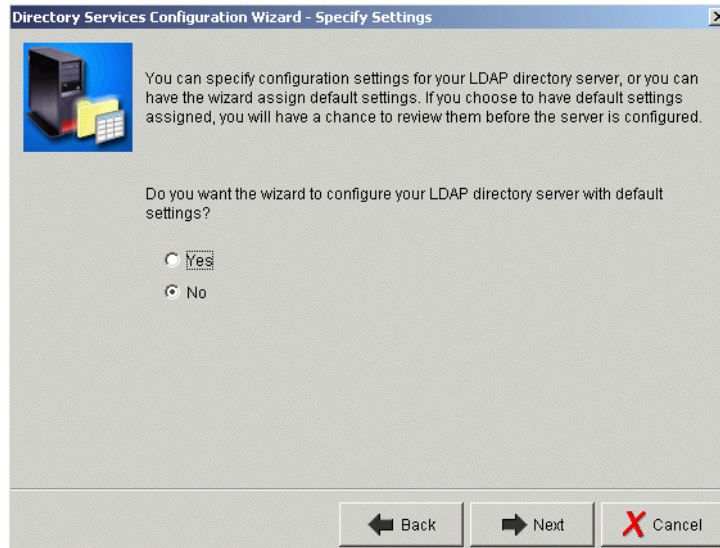 Directory Services Configuration Wizard - Specify Settings
You can specify configuration settings for your LDAP directory server, or you can
have the wizard assign default settings. If you choose to have default settings
assigned, you will have a chance to review them before the server is configured.
Do you want the wizard to configure your LDAP directory server with default
settings?
Yes
No
Back
Next
Cancel